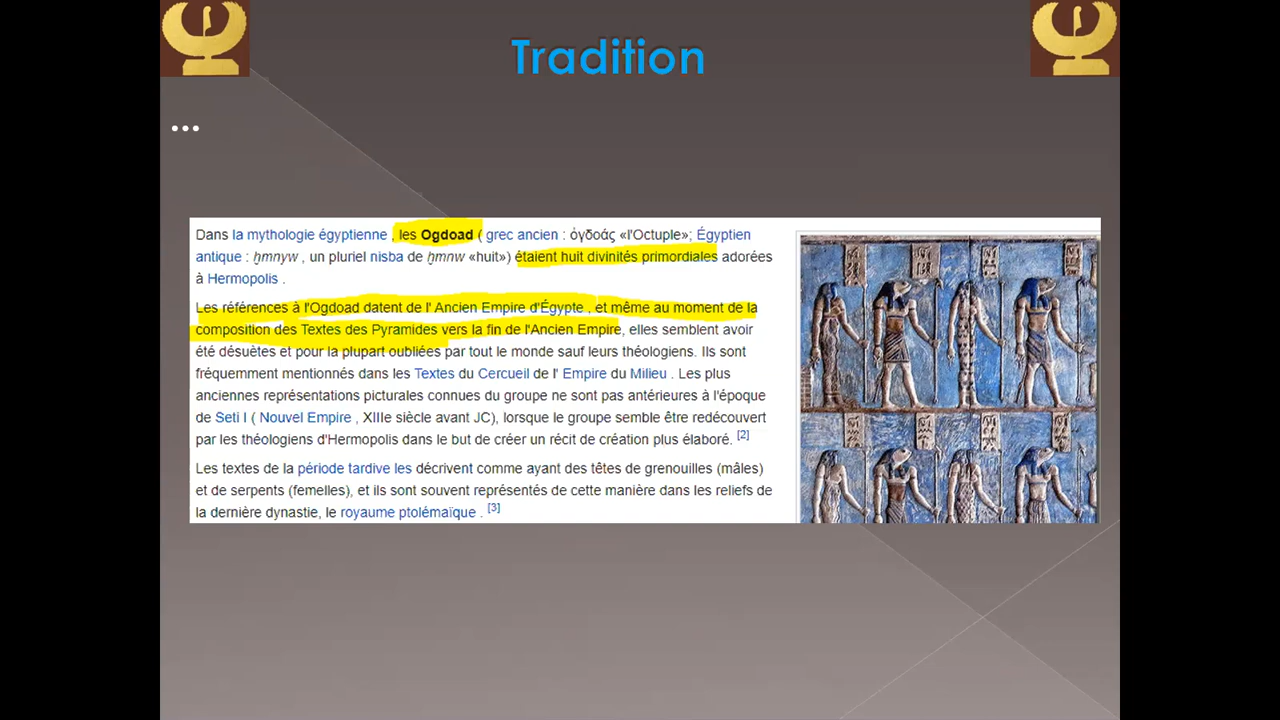 Tradition
...
Dans la mythologie égyptienne , les Ogdoad ( grec ancien : ὀγδοάς «l'Octuple»; Égyptien
antique : ḫmnyw , un pluriel nisba de ḫmnw «huit») étaient huit divinités primordiales adorées
à Hermopolis .
Les références à l'Ogdoad datent de l' Ancien Empire d'Égypte , et même au moment de la
composition des Textes des Pyramides vers la fin de l'Ancien Empire, elles semblent avoir
été désuètes et pour la plupart oubliées par tout le monde sauf leurs théologiens. Ils sont
fréquemment mentionnés dans les Textes du Cercueil de l' Empire du Milieu . Les plus
anciennes représentations picturales connues du groupe ne sont pas antérieures à l'époque
de Seti I ( Nouvel Empire , XIIIe siècle avant JC), lorsque le groupe semble être redécouvert
par les théologiens d'Hermopolis dans le but de créer un récit de création plus élaboré. [2]
Les textes de la période tardive les décrivent comme ayant des têtes de grenouilles (mâles)
et de serpents (femelles), et ils sont souvent représentés de cette manière dans les reliefs de
la dernière dynastie, le royaume ptolémaïque . [3]